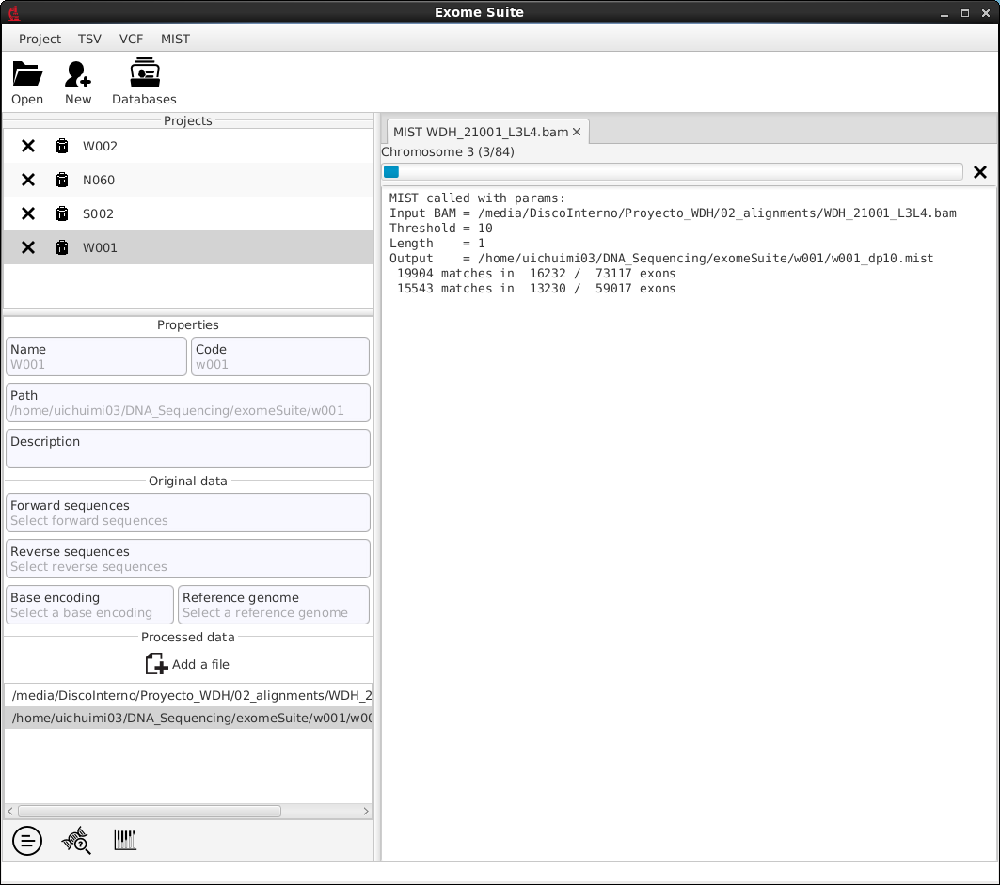 Exome Suite
Project TSV VCF MIST
Open New Databases
Projects
W002
N060
S002
W001
Properties
Name
W001
Code
w001
Path
/home/uichuimi03/DNA_Sequencing/exomeSuite/w001
Description
Original data
Forward sequences
Select forward sequences
Reverse sequences
Select reverse sequences
Base encoding
Select a base encoding
Reference genome
Select a reference genome
Processed data
Add a file
/media/DiscoInterno/Proyecto_WDH/02_alignments/WDH_2
/home/uichuimi03/DNA_Sequencing/exomeSuite/w001/w00
MIST WDH_21001_L3L4.bam
Chromosome 3 (3/84)
MIST called with params:
Input BAM = /media/DiscoInterno/Proyecto_WDH/02_alignments/WDH_21001_L3L4.bam
Threshold = 10
Length    = 1
Output    = /home/uichuimi03/DNA_Sequencing/exomeSuite/w001/w001_dp10.mist
19904 matches in  16232 /  73117 exons
15543 matches in  13230 /  59017 exons